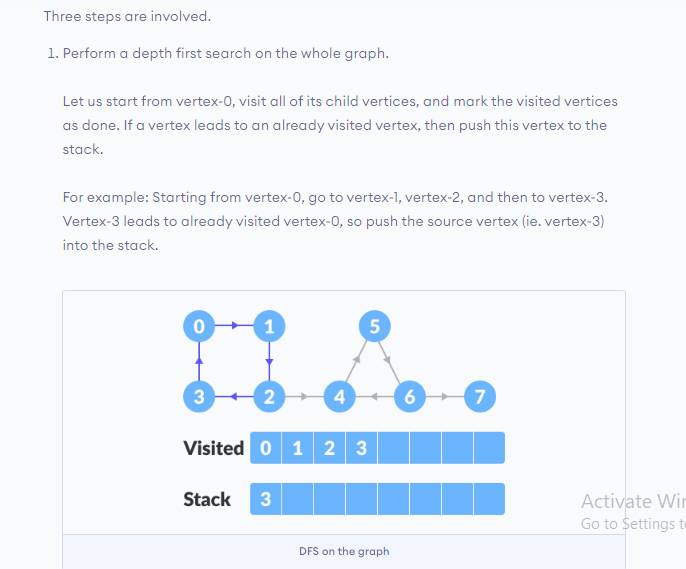 Three steps are involved.
1. Perform a depth first search on the whole graph.
Let us start from vertex-0, visit all of its child vertices, and mark the visited vertices
as done. If a vertex leads to an already visited vertex, then push this vertex to the
stack.
For example: Starting from vertex-0, go to vertex-1, vertex-2, and then to vertex-3.
Vertex-3 leads to already visited vertex-0, so push the source vertex (ie. vertex-3)
into the stack.
0 1 5
3 2 4 6 7
Visited 0 1 2 3
Stack 3
Activate Win
Go to Settings t
DFS on the graph